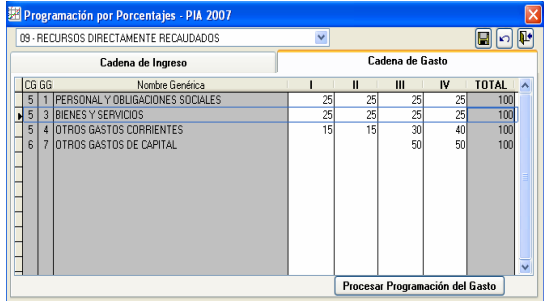 Programación por Porcentajes - PIA 2007
09 - RECURSOS DIRECTAMENTE RECAUDADOS
Cadena de Ingreso Cadena de Gasto
CG GG Nombre Genérica I II III IV TOTAL
5 1 PERSONAL Y OBLIGACIONES SOCIALES 25 25 25 25 100
5 3 BIENES Y SERVICIOS 25 25 25 25 100
5 4 OTROS GASTOS CORRIENTES 15 15 30 40 100
6 7 OTROS GASTOS DE CAPITAL 50 50 100
Procesar Programación del Gasto